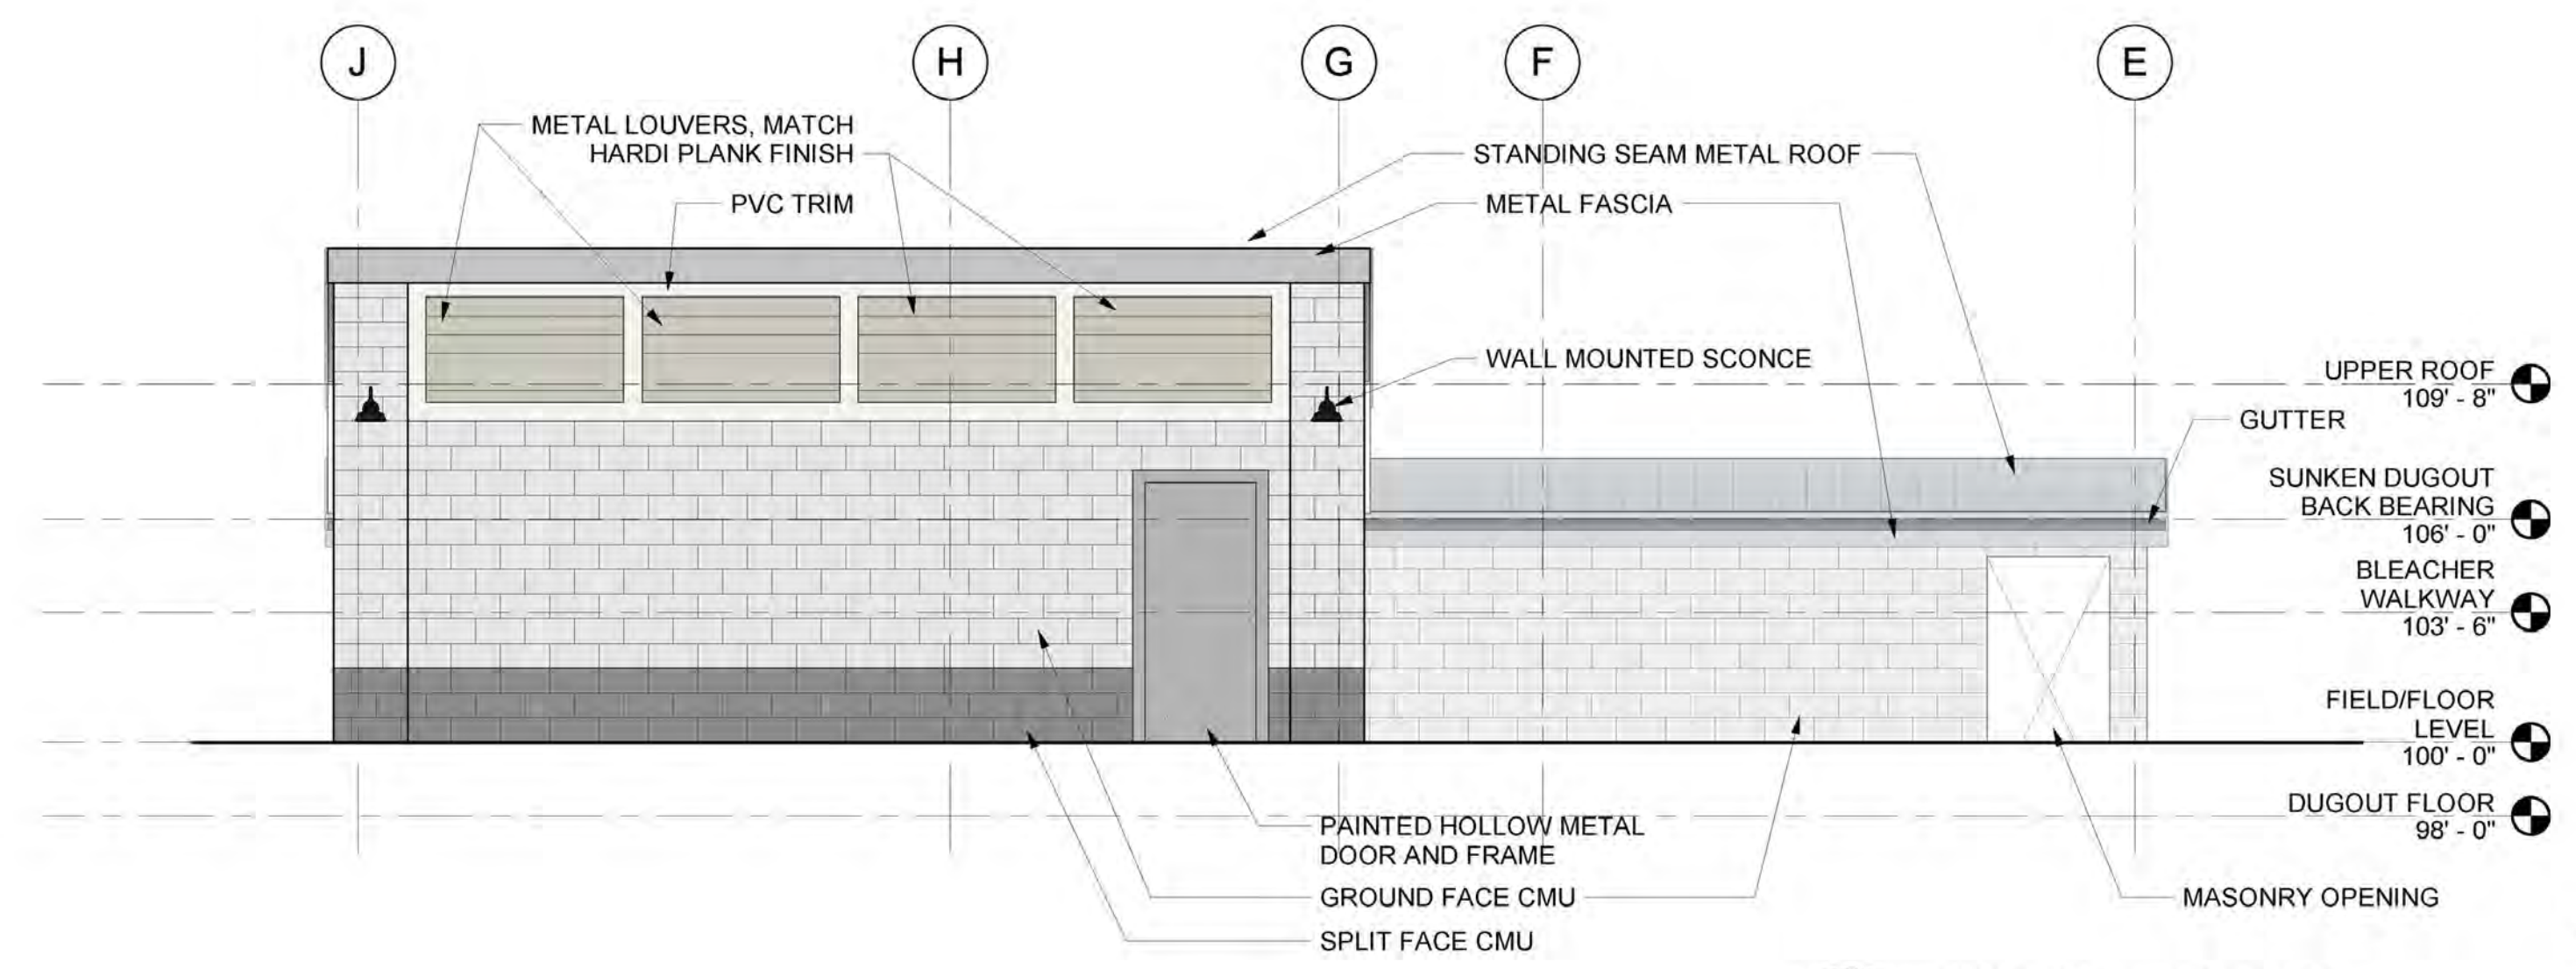 J
H
G
F
E
METAL LOUVERS, MATCH
HARDI PLANK FINISH
PVC TRIM
STANDING SEAM METAL ROOF
METAL FASCIA
WALL MOUNTED SCONCE
UPPER ROOF
109' - 8"
GUTTER
SUNKEN DUGOUT
BACK BEARING
106' - 0"
BLEACHER
WALKWAY
103' - 6"
FIELD/FLOOR
LEVEL
100' - 0"
DUGOUT FLOOR
98' - 0"
PAINTED HOLLOW METAL
DOOR AND FRAME
GROUND FACE CMU
MASONRY OPENING
SPLIT FACE CMU